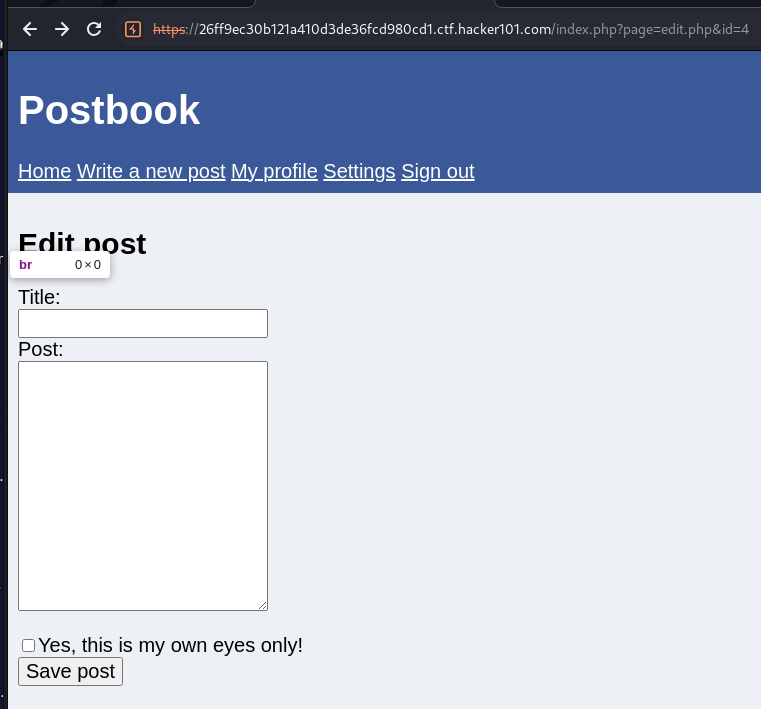 https://26ff9ec30b121a410d3de36fcd980cd1.ctf.hacker101.com/index.php?page=edit.php&id=4
Postbook
Home Write a new post My profile Settings Sign out
Edit post
br 0×0
Title:
Post:
Yes, this is my own eyes only!
Save post